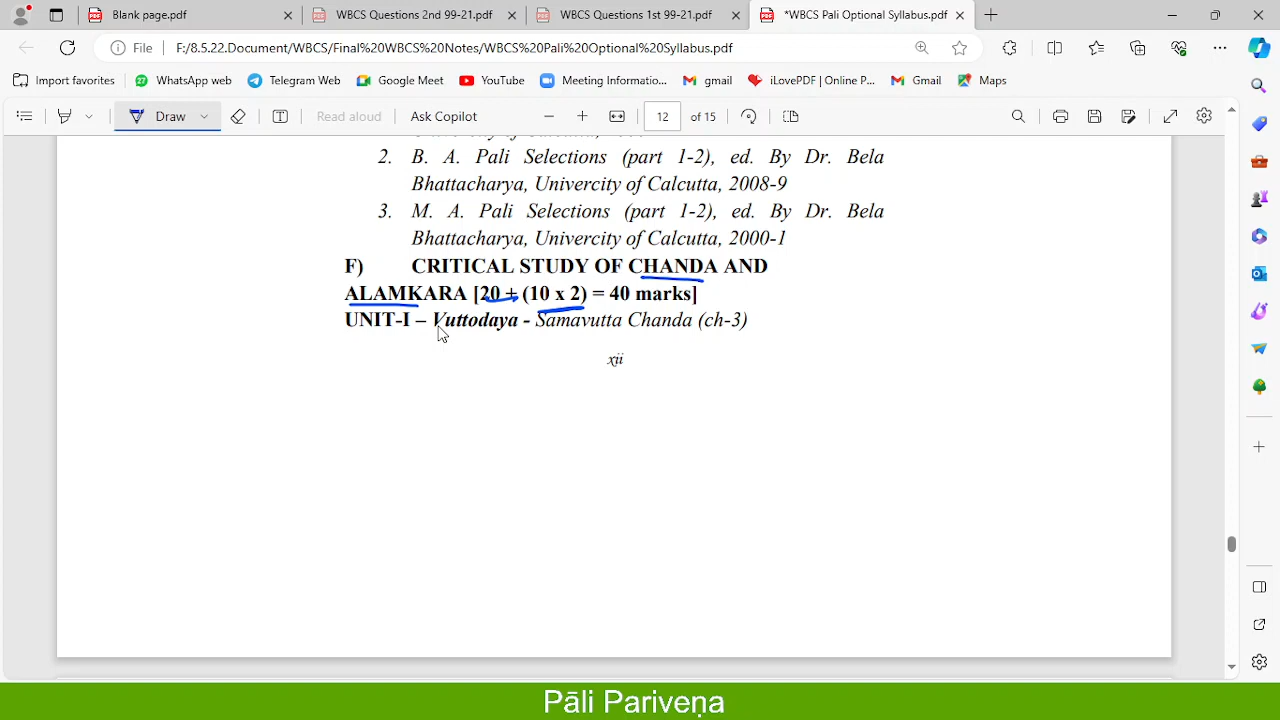 Blank page.pdf
WBCS Questions 2nd 99-21.pdf
WBCS Questions 1st 99-21.pdf
*WBCS Pali Optional Syllabus.pdf
File
F:/8.5.22.Document/WBCS/Final%20WBCS%20Notes/WBCS%20Pali%20Optional%20Syllabus.pdf
Import favorites
WhatsApp web
Telegram Web
Google Meet
YouTube
Meeting Informatio...
gmail
iLovePDF | Online P...
Gmail
Maps
Draw
Read aloud
Ask Copilot
12 of 15
2. B. A. Pali Selections (part 1-2), ed. By Dr. Bela
Bhattacharya, Univercity of Calcutta, 2008-9
3. M. A. Pali Selections (part 1-2), ed. By Dr. Bela
Bhattacharya, Univercity of Calcutta, 2000-1
F) CRITICAL STUDY OF CHANDA AND
ALAMKARA [20 + (10 x 2) = 40 marks]
UNIT-I – Vuttodaya - Samavutta Chanda (ch-3)
xii
Pāli Pariveṇa